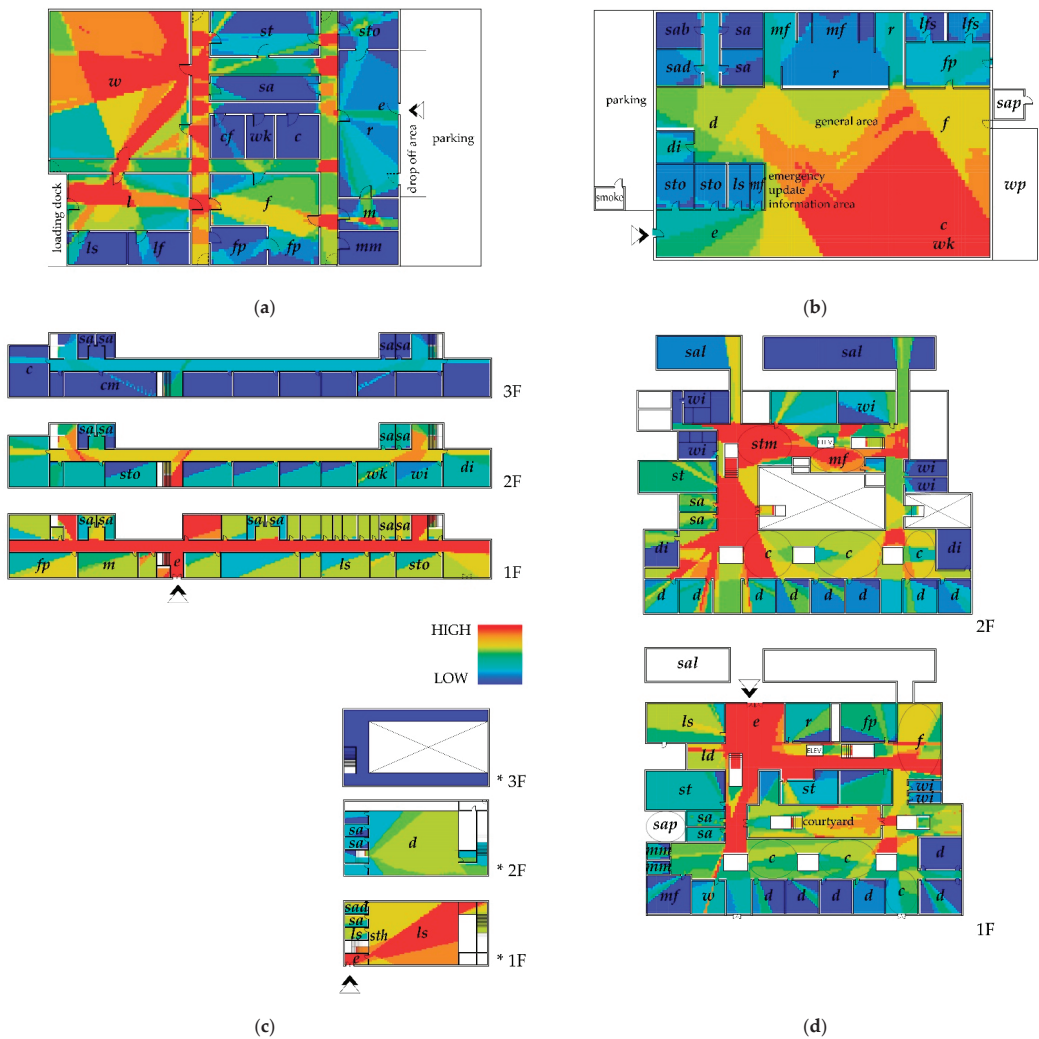 st
sto
w
sa
e
cf
wk
c
r
drop off area
parking
l
f
m
loading dock
ls
lf
fp
fp
mm
(a)
sab
sa
mf
mf
r
lfs
lfs
sad
sa
r
fp
parking
sap
d
general area
f
di
sto
sto
ls
mf
emergency
update
information area
smoke
wp
e
c
wk
(b)
sa
sa
sa
sa
c
cm
3F
sa
sa
sa
sa
sto
wk
wi
di
2F
sa
sa
sa
sa
sa
sa
fp
m
e
ls
sto
1F
HIGH
LOW
* 3F
sa
sa
d
* 2F
sad
sa
ls
sth
ls
e
* 1F
(c)
sal
sal
wi
wi
stm
ELEV.
wi
mf
st
wi
wi
sa
sa
di
c
c
c
di
d
d
d
d
d
d
d
2F
sal
ls
e
r
fp
f
ld
ELEV.
st
st
wi
wi
sap
sa
sa
courtyard
mm
mm
c
c
d
mf
w
d
d
d
d
c
d
1F
(d)